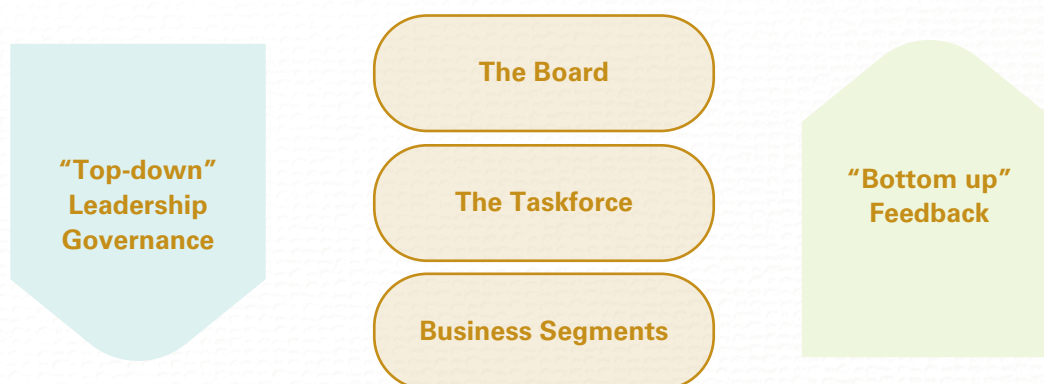 “Top-down”
Leadership
Governance
The Board
The Taskforce
Business Segments
“Bottom up”
Feedback